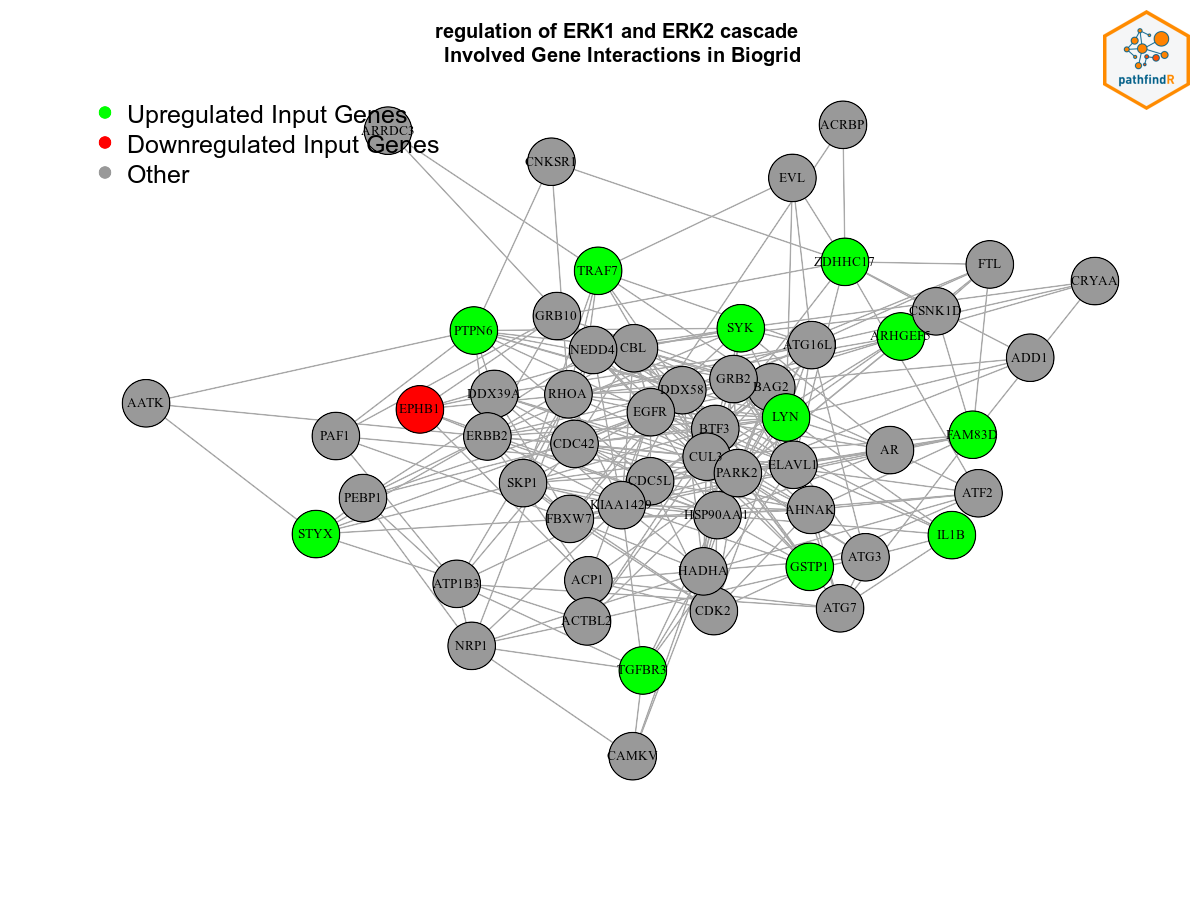 regulation of ERK1 and ERK2 cascade
Involved Gene Interactions in Biogrid
pathfindR
Upregulated Input Genes
Downregulated Input Genes
Other
ARRDC3
ACRBP
CNKSR1
EVL
ZDHHC17
FTL
TRAF7
CRYAA
CSNK1D
GRB10
PTPN6
SYK
ARHGEF5
ATG16L1
CBL
NEDD4
ADD1
GRB2
BAG2
DDX58
DDX39A
RHOA
AATK
EPHB1
EGFR
LYN
BTF3
PAF1
ERBB2
FAM83D
CDC42
AR
CUL3
ELAVL1
PARK2
SKP1
CDC5L
ATF2
PEBP1
KIAA1429
AHNAK
HSP90AA1
FBXW7
STYX
IL1B
ATG3
GSTP1
HADHA
ACP1
ATP1B3
ATG7
CDK2
ACTBL2
NRP1
TGFBR3
CAMKV